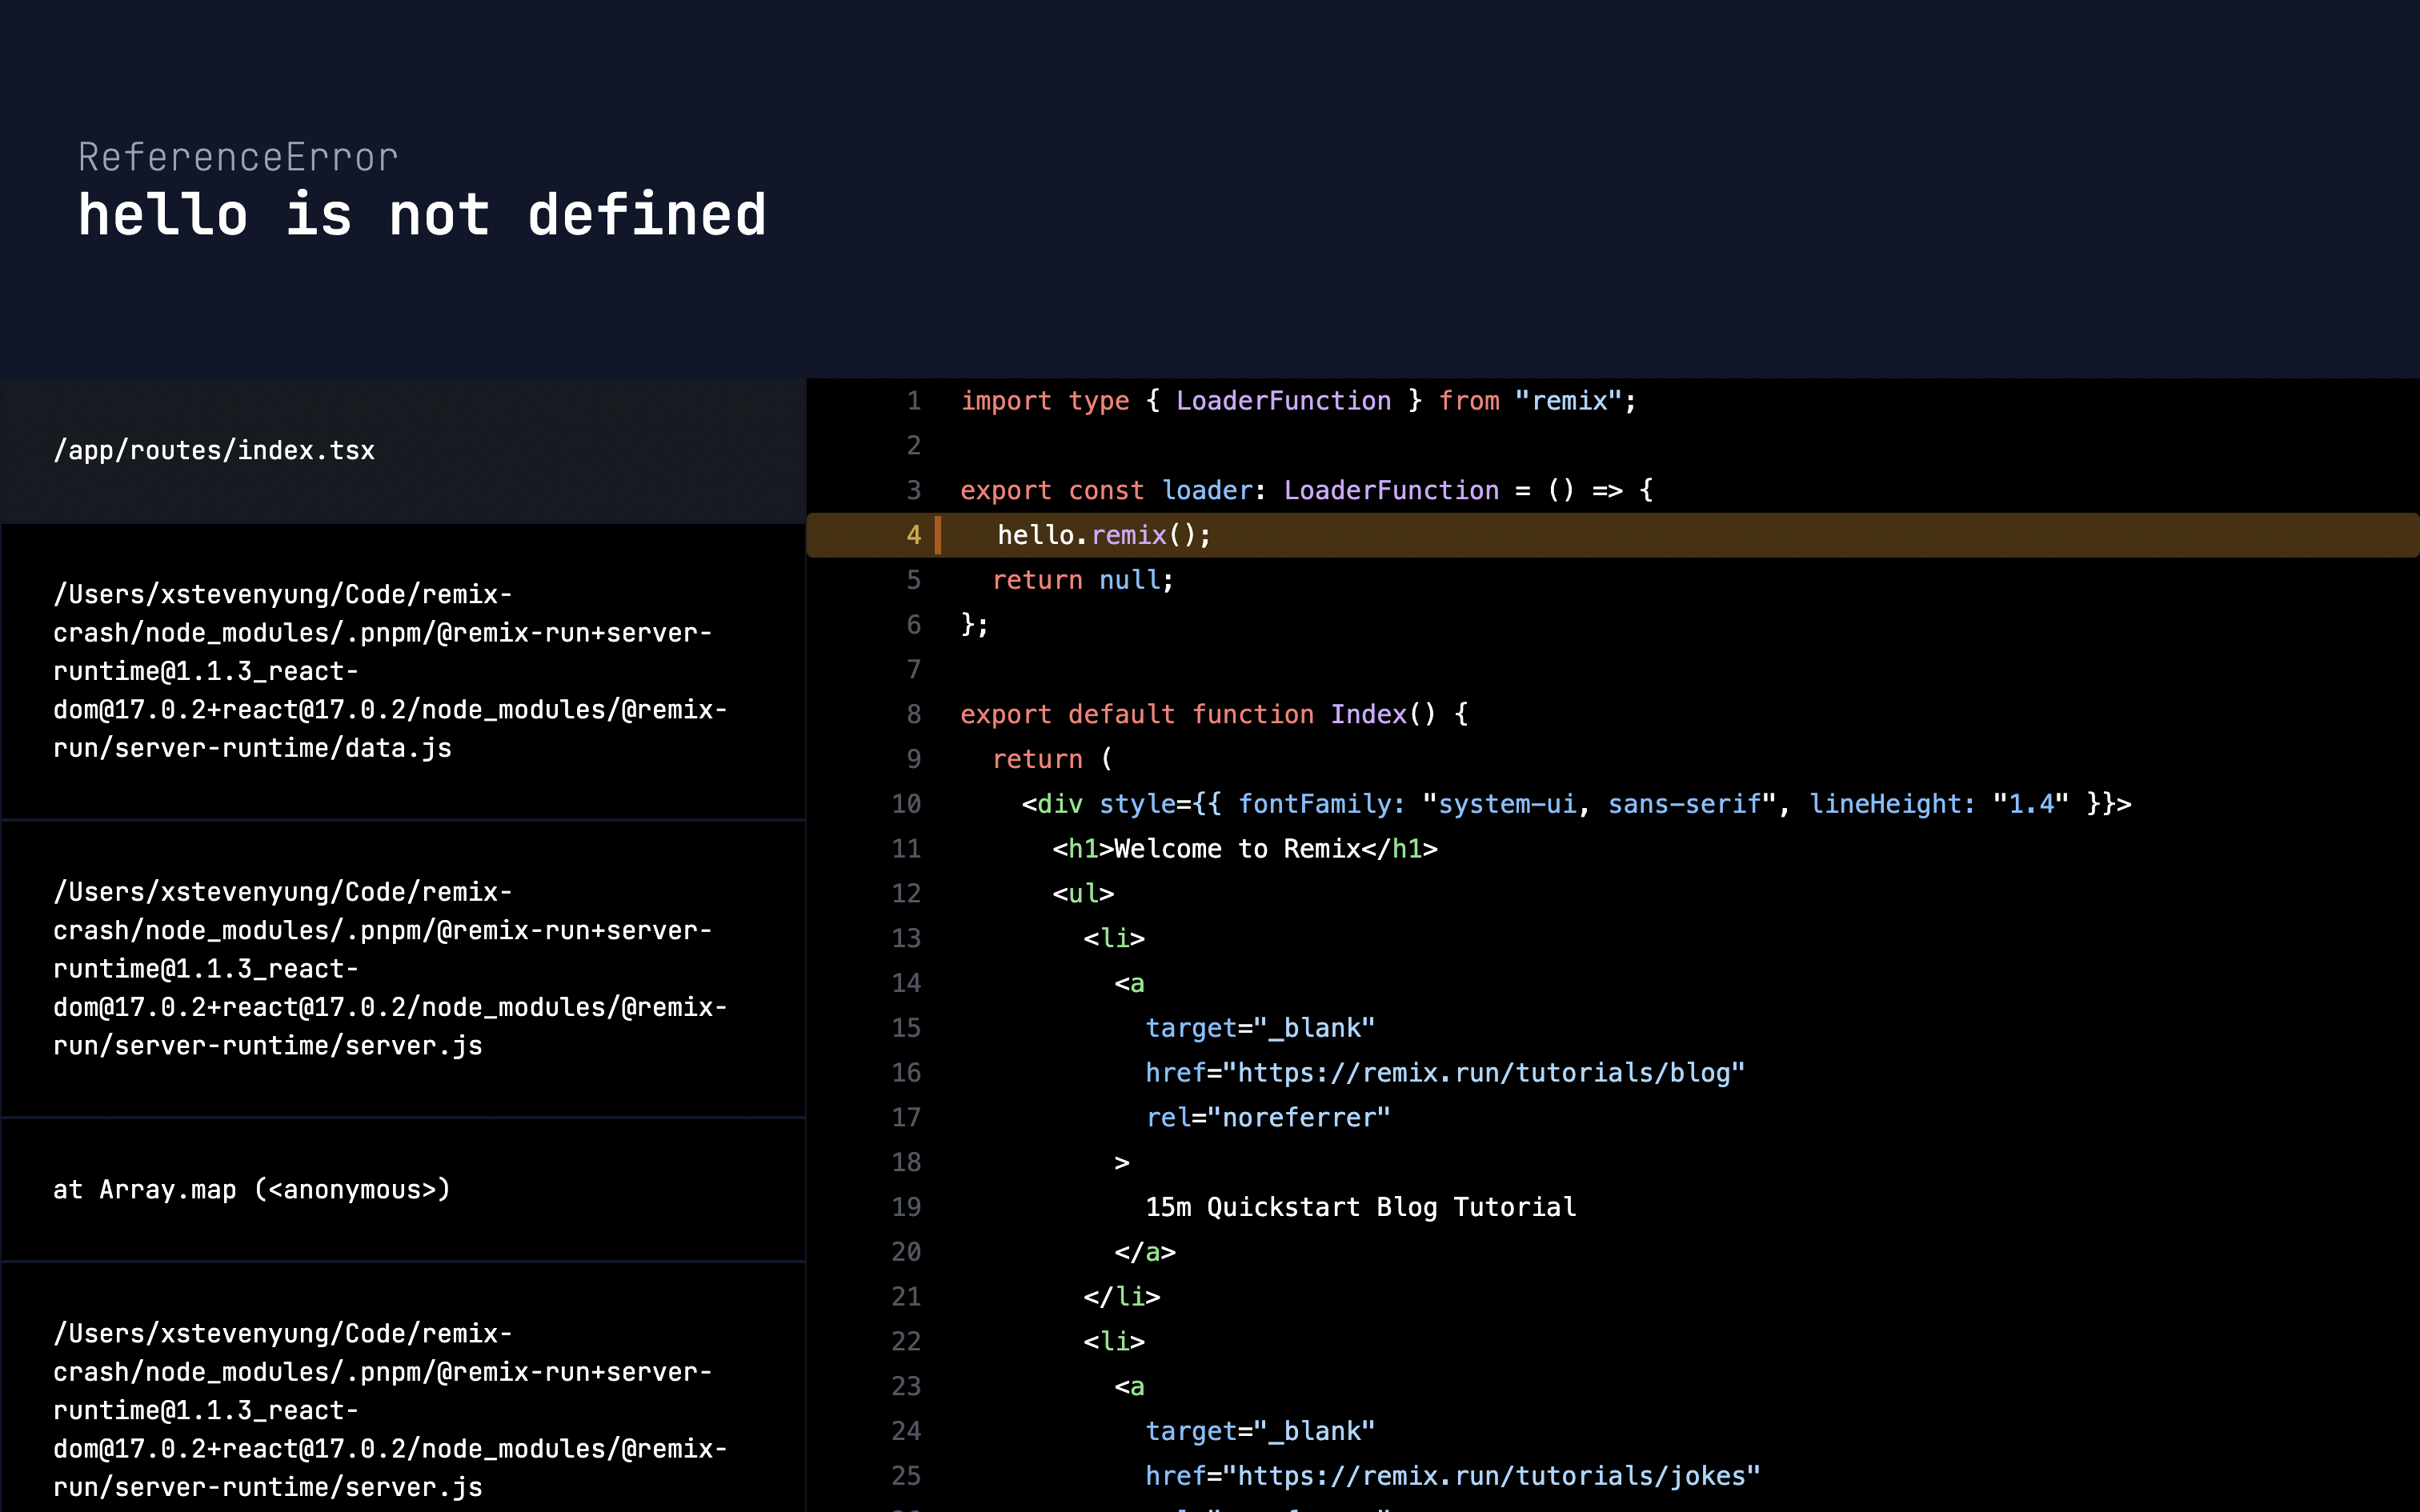 ReferenceError
hello is not defined
/app/routes/index.tsx
/Users/xstevenyung/Code/remix-
crash/node_modules/.pnpm/@remix-run+server-
runtime@1.1.3_react-
dom@17.0.2+react@17.0.2/node_modules/@remix-
run/server-runtime/data.js
/Users/xstevenyung/Code/remix-
crash/node_modules/.pnpm/@remix-run+server-
runtime@1.1.3_react-
dom@17.0.2+react@17.0.2/node_modules/@remix-
run/server-runtime/server.js
at Array.map (<anonymous>)
/Users/xstevenyung/Code/remix-
crash/node_modules/.pnpm/@remix-run+server-
runtime@1.1.3_react-
dom@17.0.2+react@17.0.2/node_modules/@remix-
run/server-runtime/server.js
1 import type { LoaderFunction } from "remix";
2
3 export const loader: LoaderFunction = () => {
4   hello.remix();
5   return null;
6 };
7
8 export default function Index() {
9   return (
10     <div style={{ fontFamily: "system-ui, sans-serif", lineHeight: "1.4" }}>
11       <h1>Welcome to Remix</h1>
12       <ul>
13         <li>
14           <a
15             target="_blank"
16             href="https://remix.run/tutorials/blog"
17             rel="noreferrer"
18           >
19             15m Quickstart Blog Tutorial
20           </a>
21         </li>
22         <li>
23           <a
24             target="_blank"
25             href="https://remix.run/tutorials/jokes"